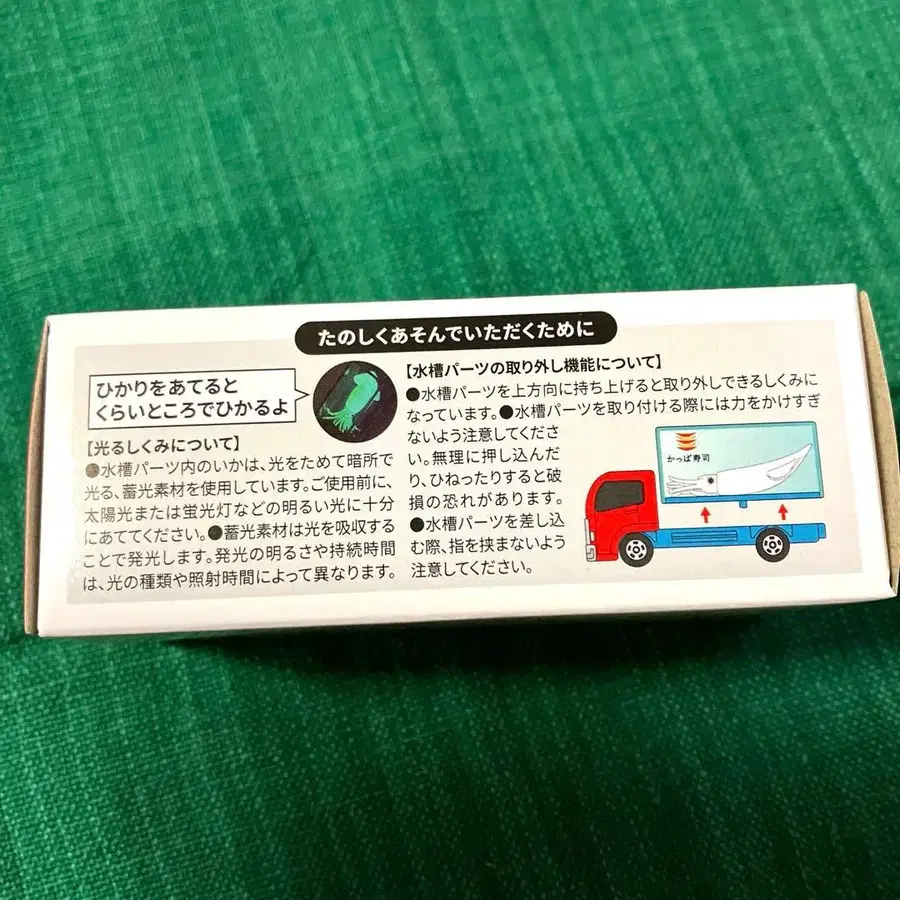 たのしくあそんでいただくために
ひかりをあてると
くらいところでひかるよ
【光るしくみについて】
●水槽パーツ内のいかは、光をためて暗所で
光る、蓄光素材を使用しています。ご使用前に、
太陽光または蛍光灯などの明るい光に十分
にあててください。●蓄光素材は光を吸収する
ことで発光します。発光の明るさや持続時間
は、光の種類や照射時間によって異なります。
【水槽パーツの取り外し機能について】
●水槽パーツを上方向に持ち上げると取り外しできるしくみに
なっています。●水槽パーツを取り付ける際には力をかけすぎ
ないよう注意してくださ
い。無理に押し込んだ
り、ひねったりすると破
損の恐れがあります。
●水槽パーツを差し込
む際、指を挟まないよう
注意してください。
かっぱ寿司